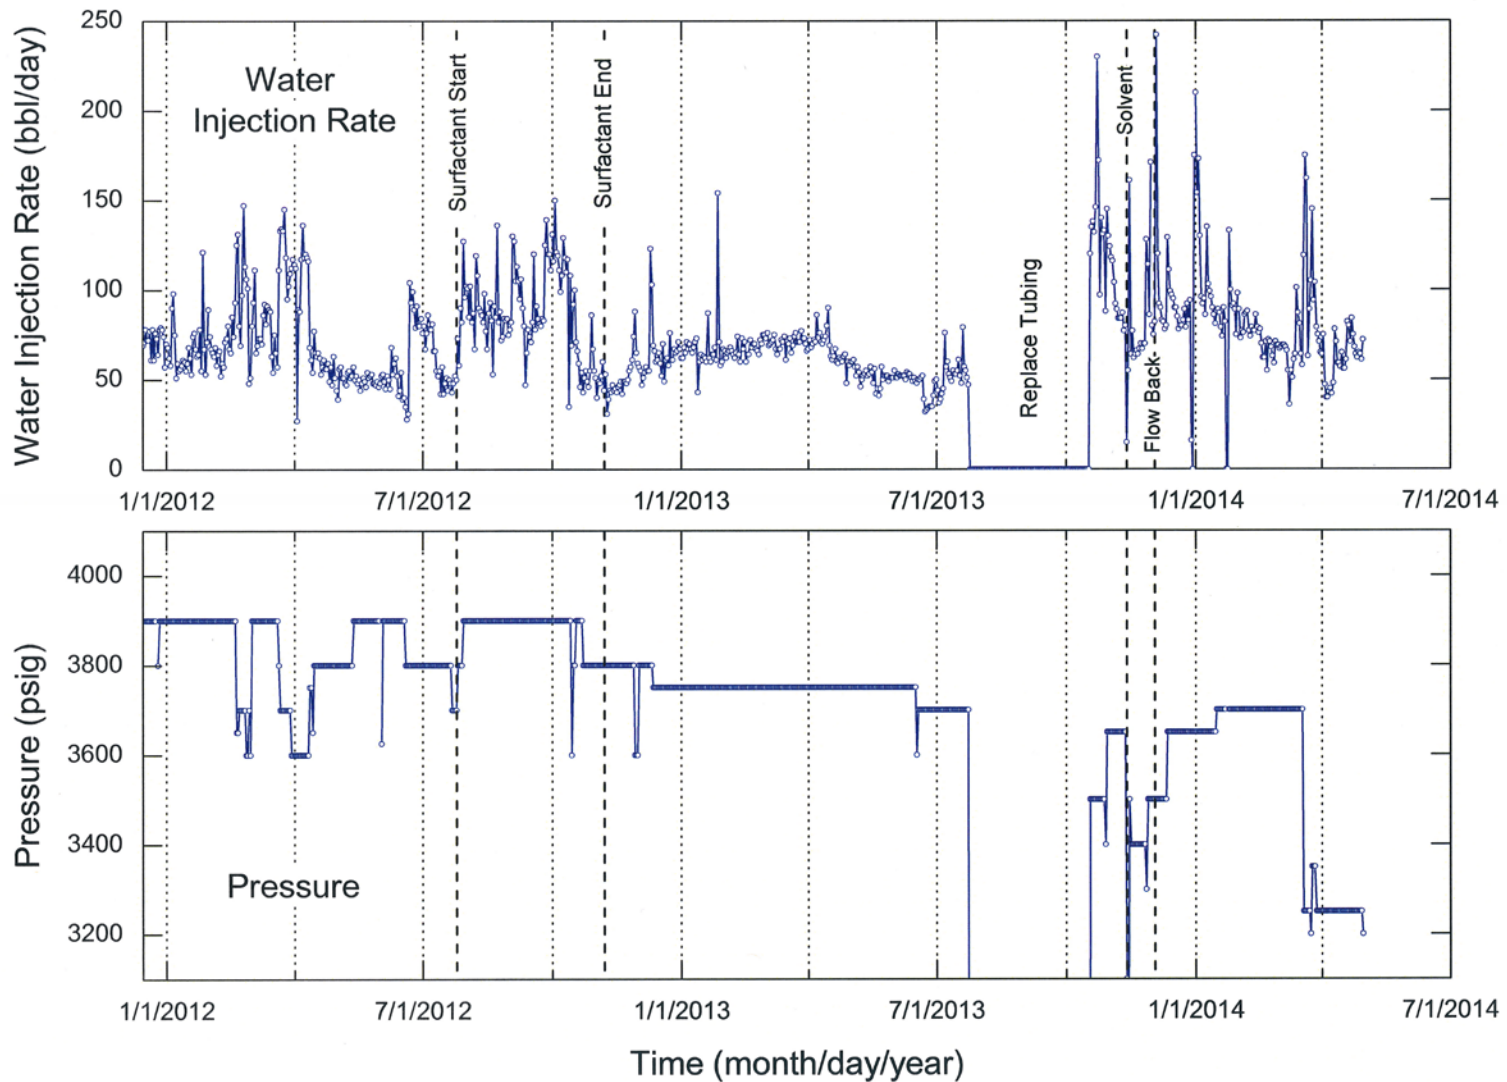 Water Injection Rate (bbl/day)
250
200
150
100
50
0
Water
Injection Rate
Surfactant Start
Surfactant End
Replace Tubing
Solvent
Flow Back
1/1/2012
7/1/2012
1/1/2013
7/1/2013
1/1/2014
7/1/2014
Pressure (psig)
4000
3800
3600
3400
3200
Pressure
1/1/2012
7/1/2012
1/1/2013
7/1/2013
1/1/2014
7/1/2014
Time (month/day/year)